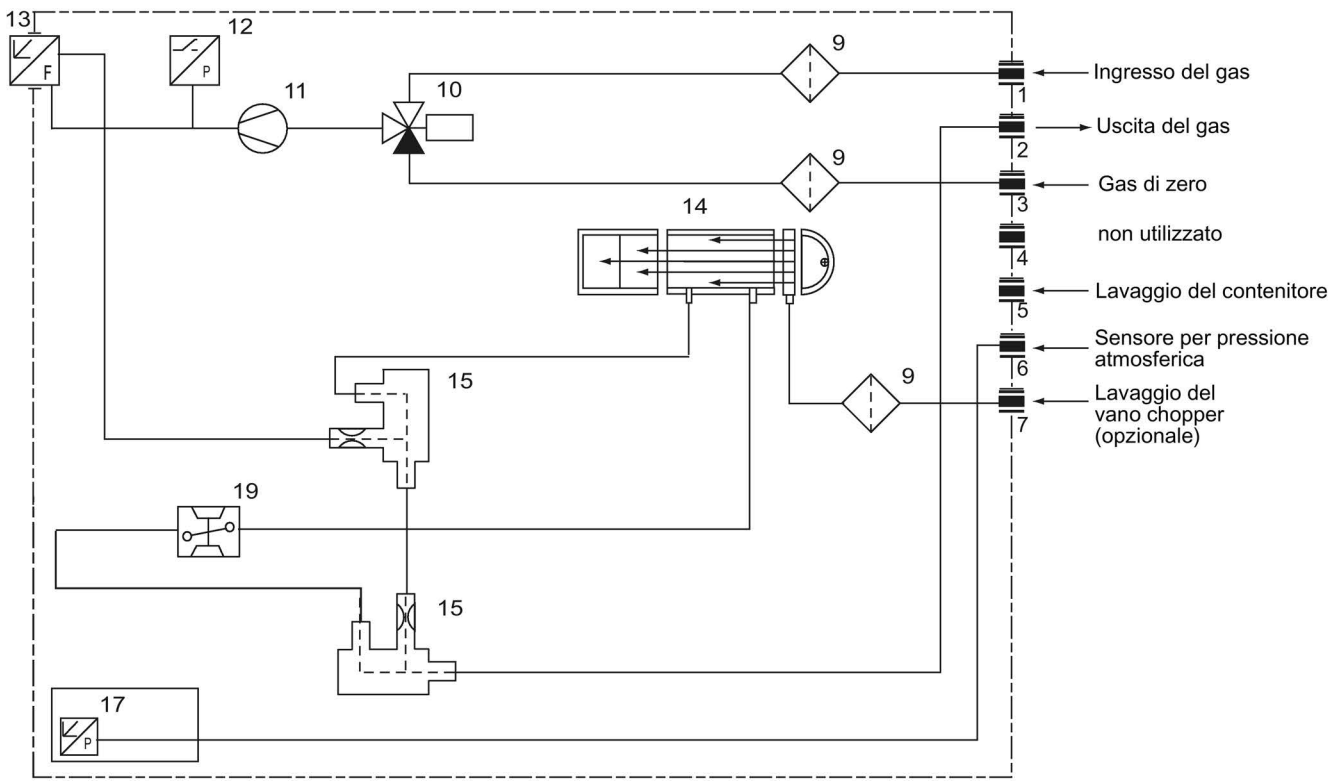 13
12
F
P
11
10
9
1
Ingresso del gas
2
Uscita del gas
9
3
Gas di zero
14
4
non utilizzato
5
Lavaggio del contenitore
6
Sensore per pressione
atmosferica
15
9
7
Lavaggio del
vano chopper
(opzionale)
19
15
17
P